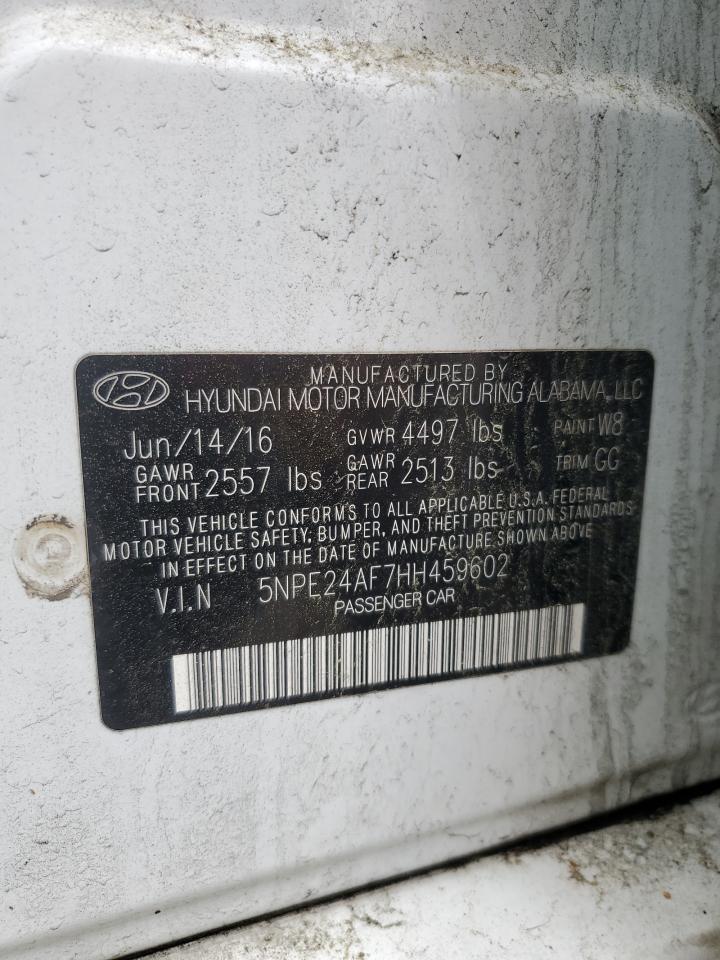 MANUFACTURED BY
HYUNDAI MOTOR MANUFACTURING ALABAMA, LLC
Jun/14/16 GVWR 4497 lbs PAINT W8
GAWR FRONT 2557 lbs GAWR REAR 2513 lbs TRIM GG
THIS VEHICLE CONFORMS TO ALL APPLICABLE U.S.A. FEDERAL
MOTOR VEHICLE SAFETY, BUMPER, AND THEFT PREVENTION STANDARDS
IN EFFECT ON THE DATE OF MANUFACTURE SHOWN ABOVE.
V.I.N 5NPE24AF7HH459602
PASSENGER CAR